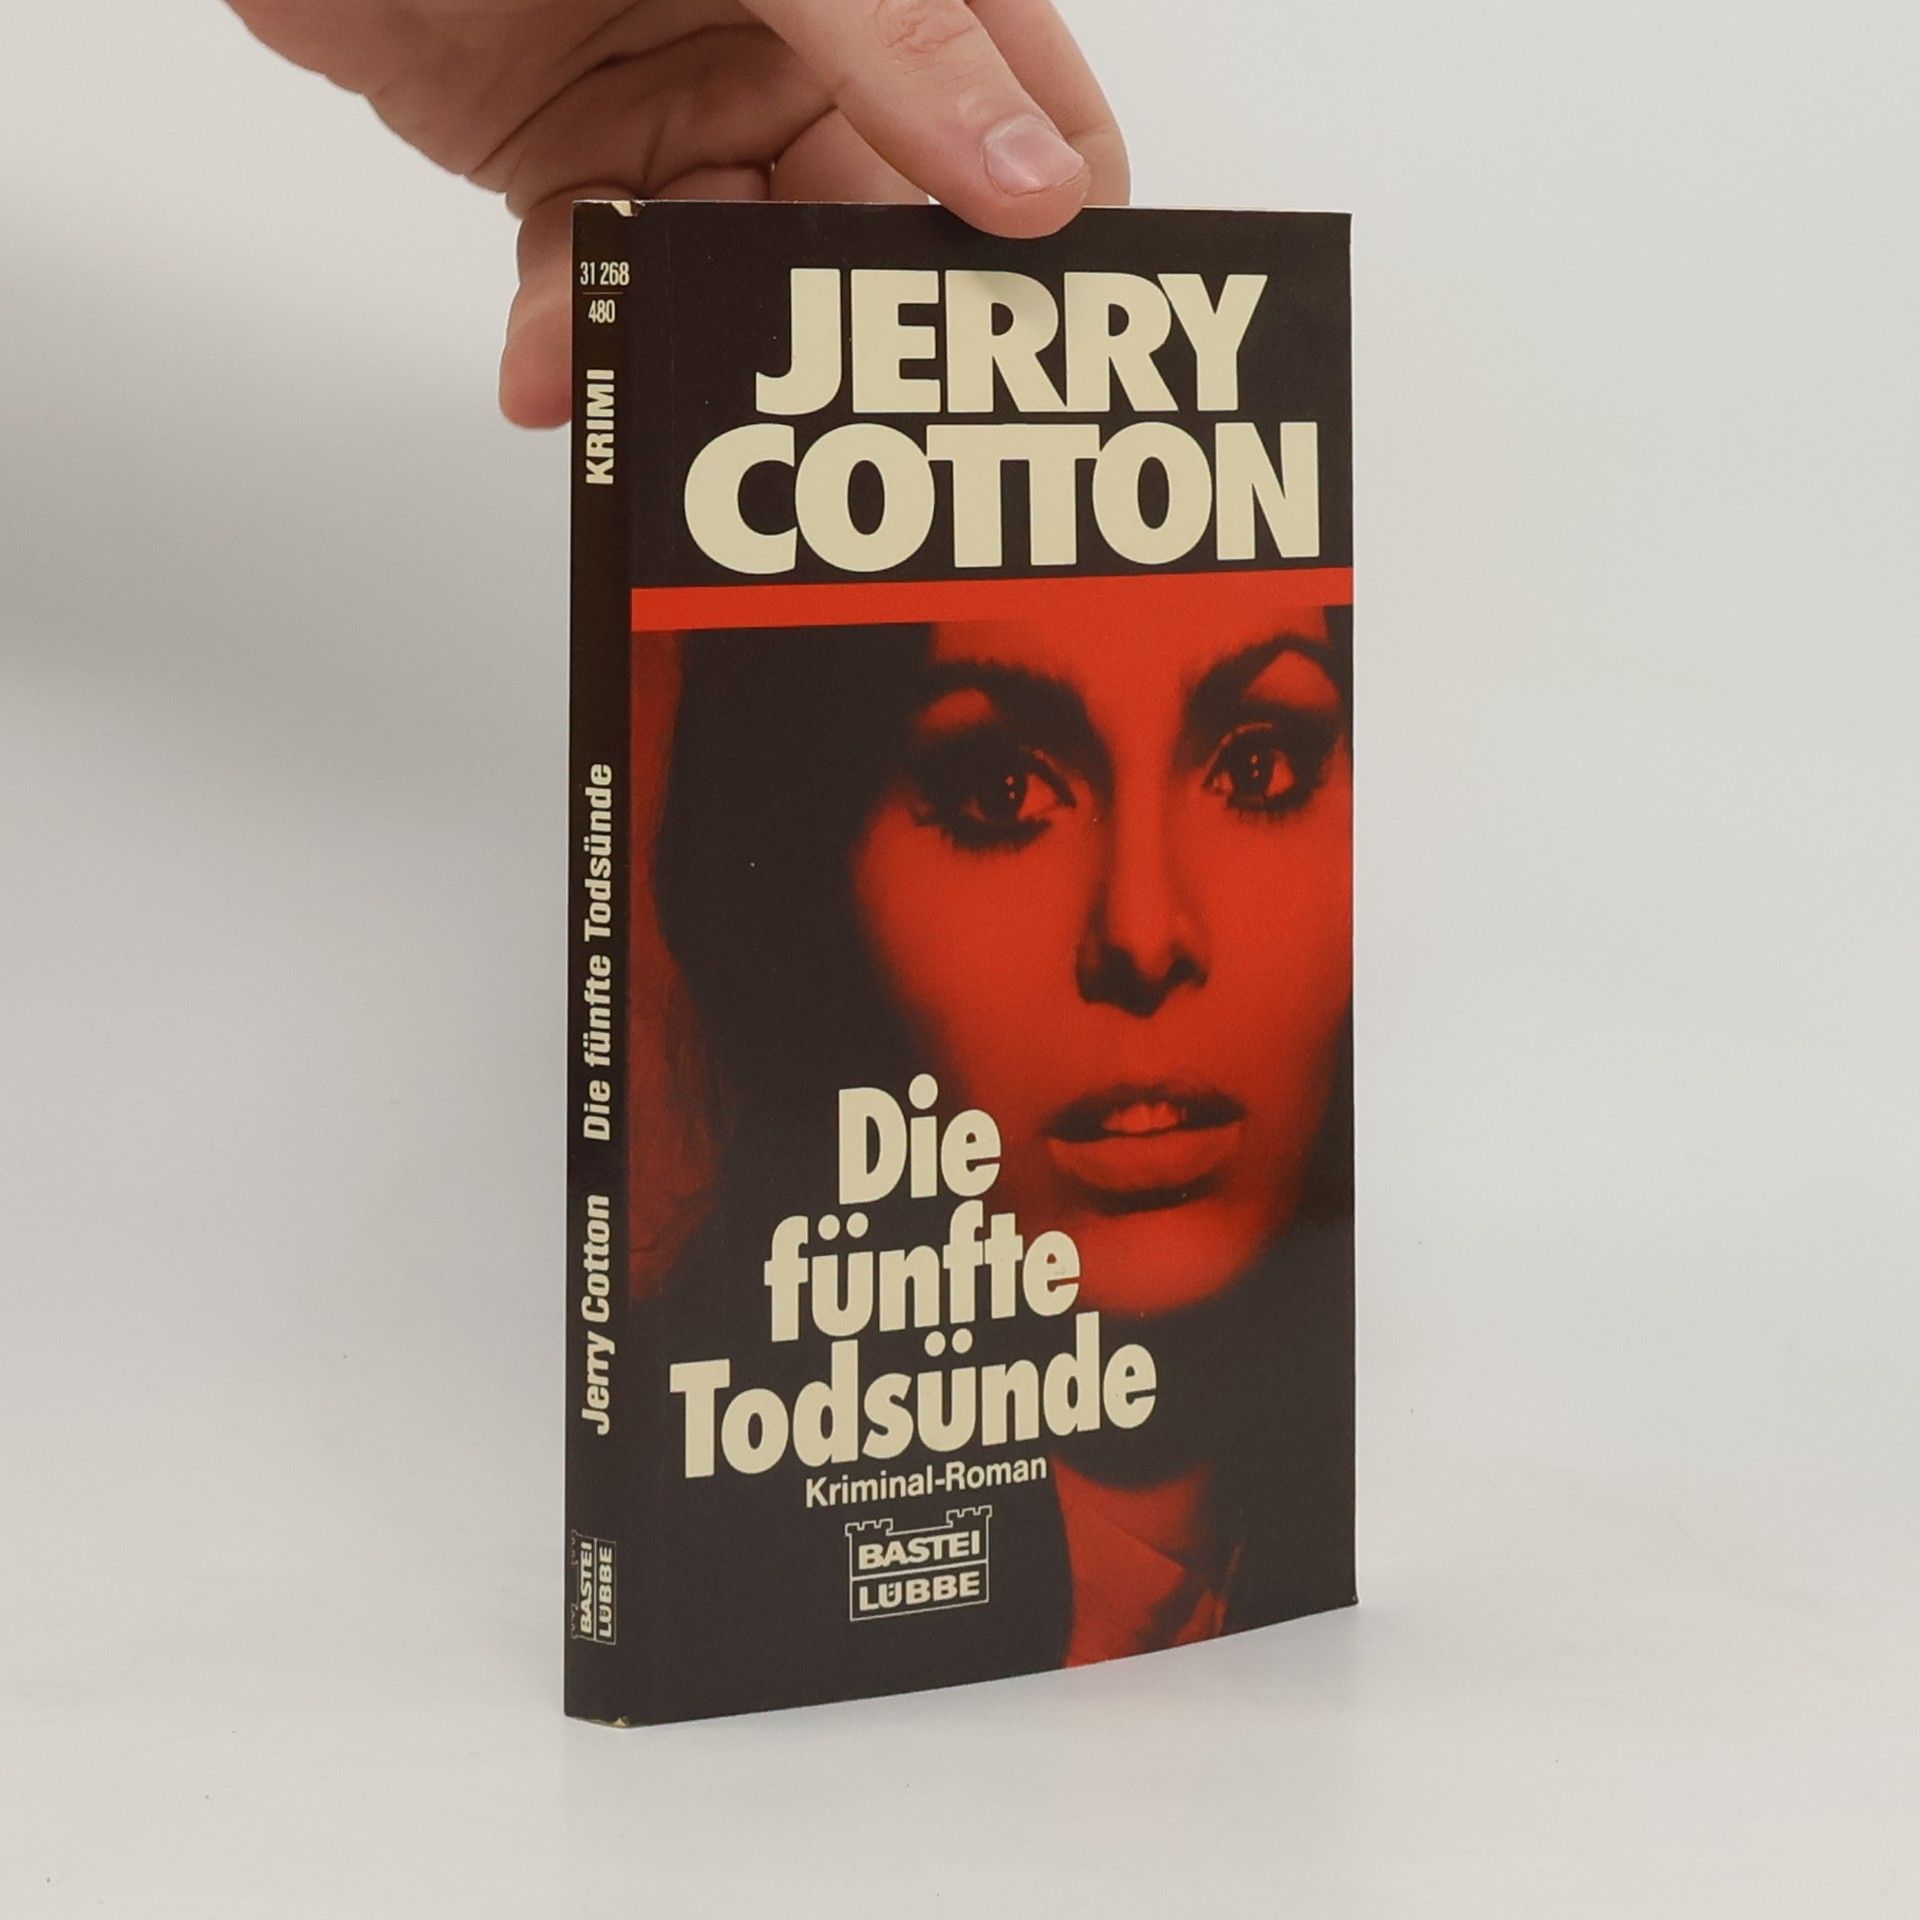 31 268
480
KRIMI
Die fünfte Todsünde
Jerry Cotton
BASTEI
LÜBBE
JERRY
COTTON
Die
fünfte
Todsünde
Kriminal-Roman
BASTEI
LÜBBE